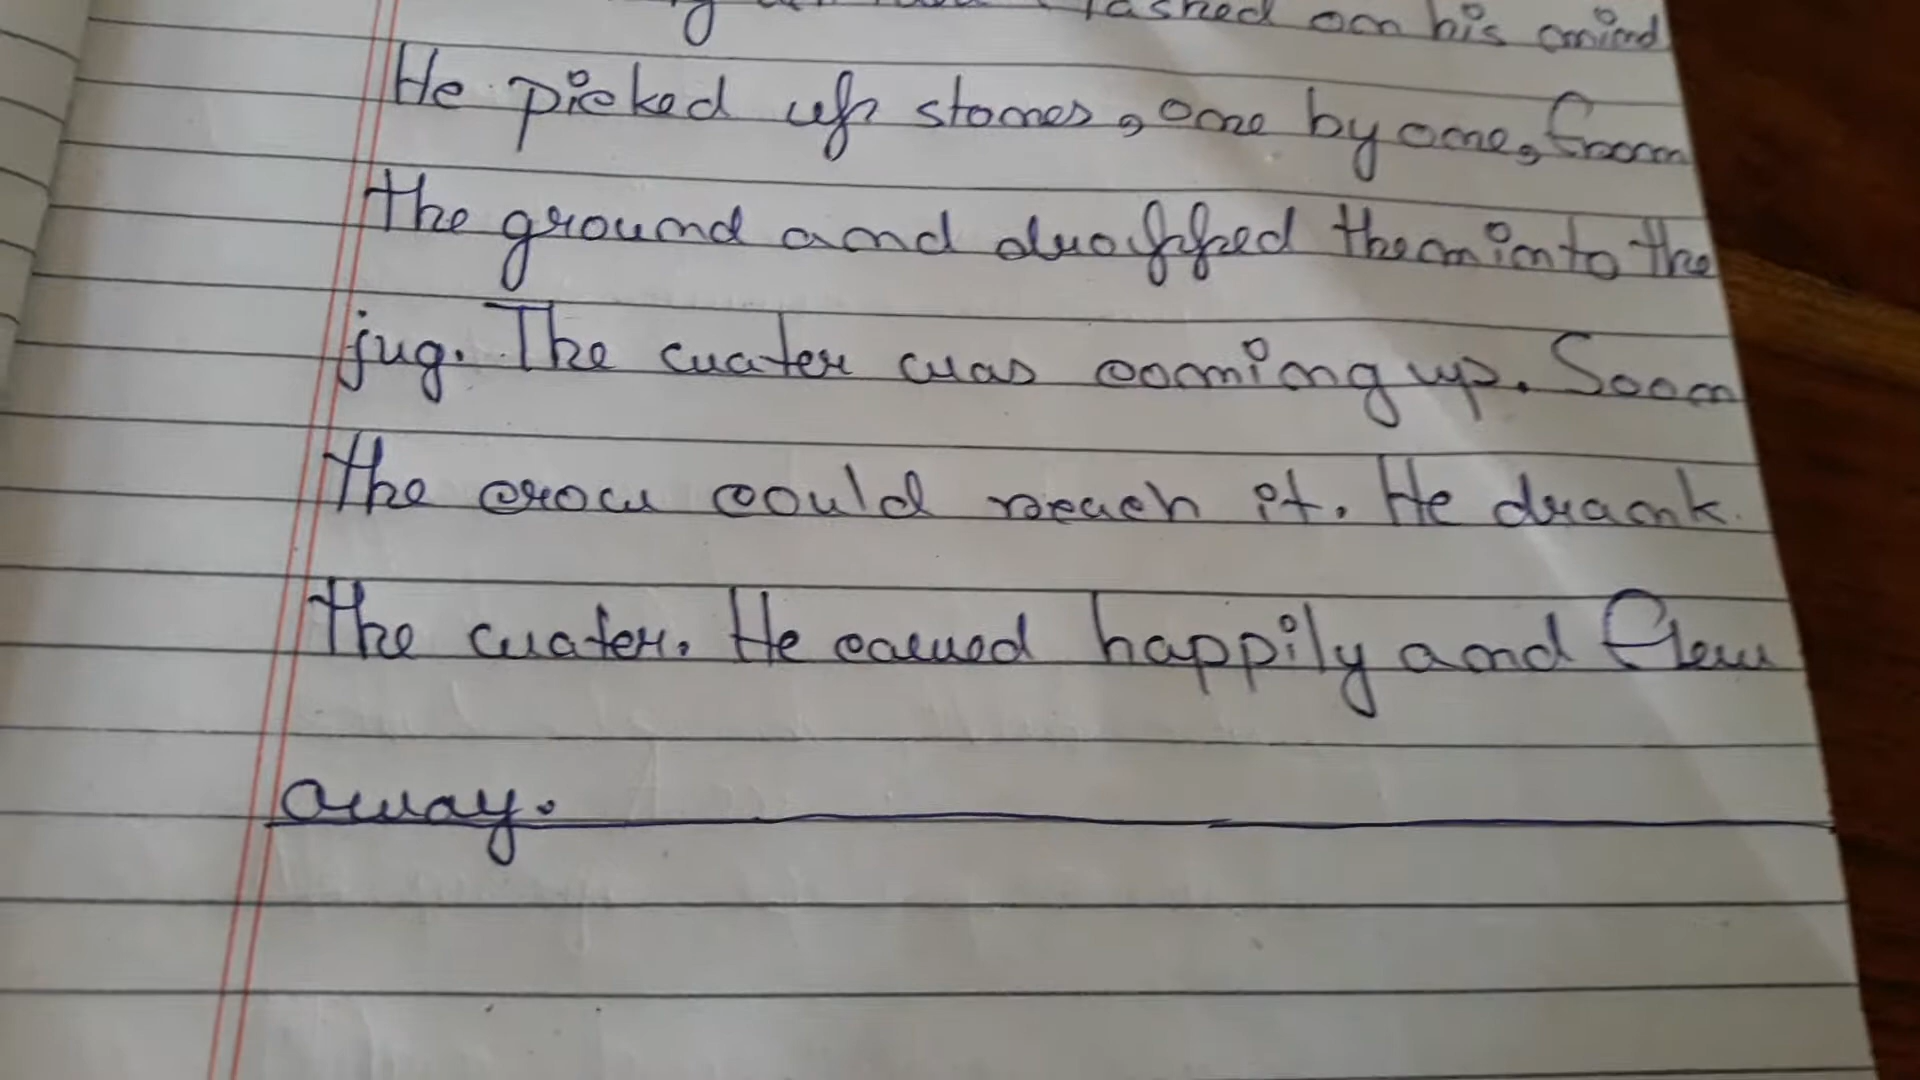 flashed on his mind
He picked up stones, one by one, from
the ground and dropped them into the
jug. The water was coming up. Soon
the crow could reach it. He drank.
the water. He cawed happily and flew
away.